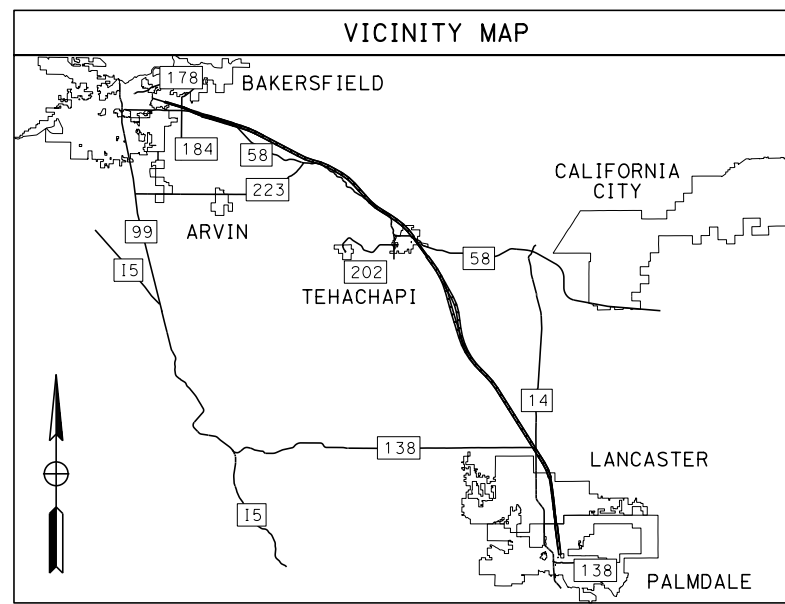 VICINITY MAP
178
BAKERSFIELD
184
58
CALIFORNIA
CITY
223
99
ARVIN
58
I5
202
TEHACHAPI
14
138
LANCASTER
I5
138
PALMDALE